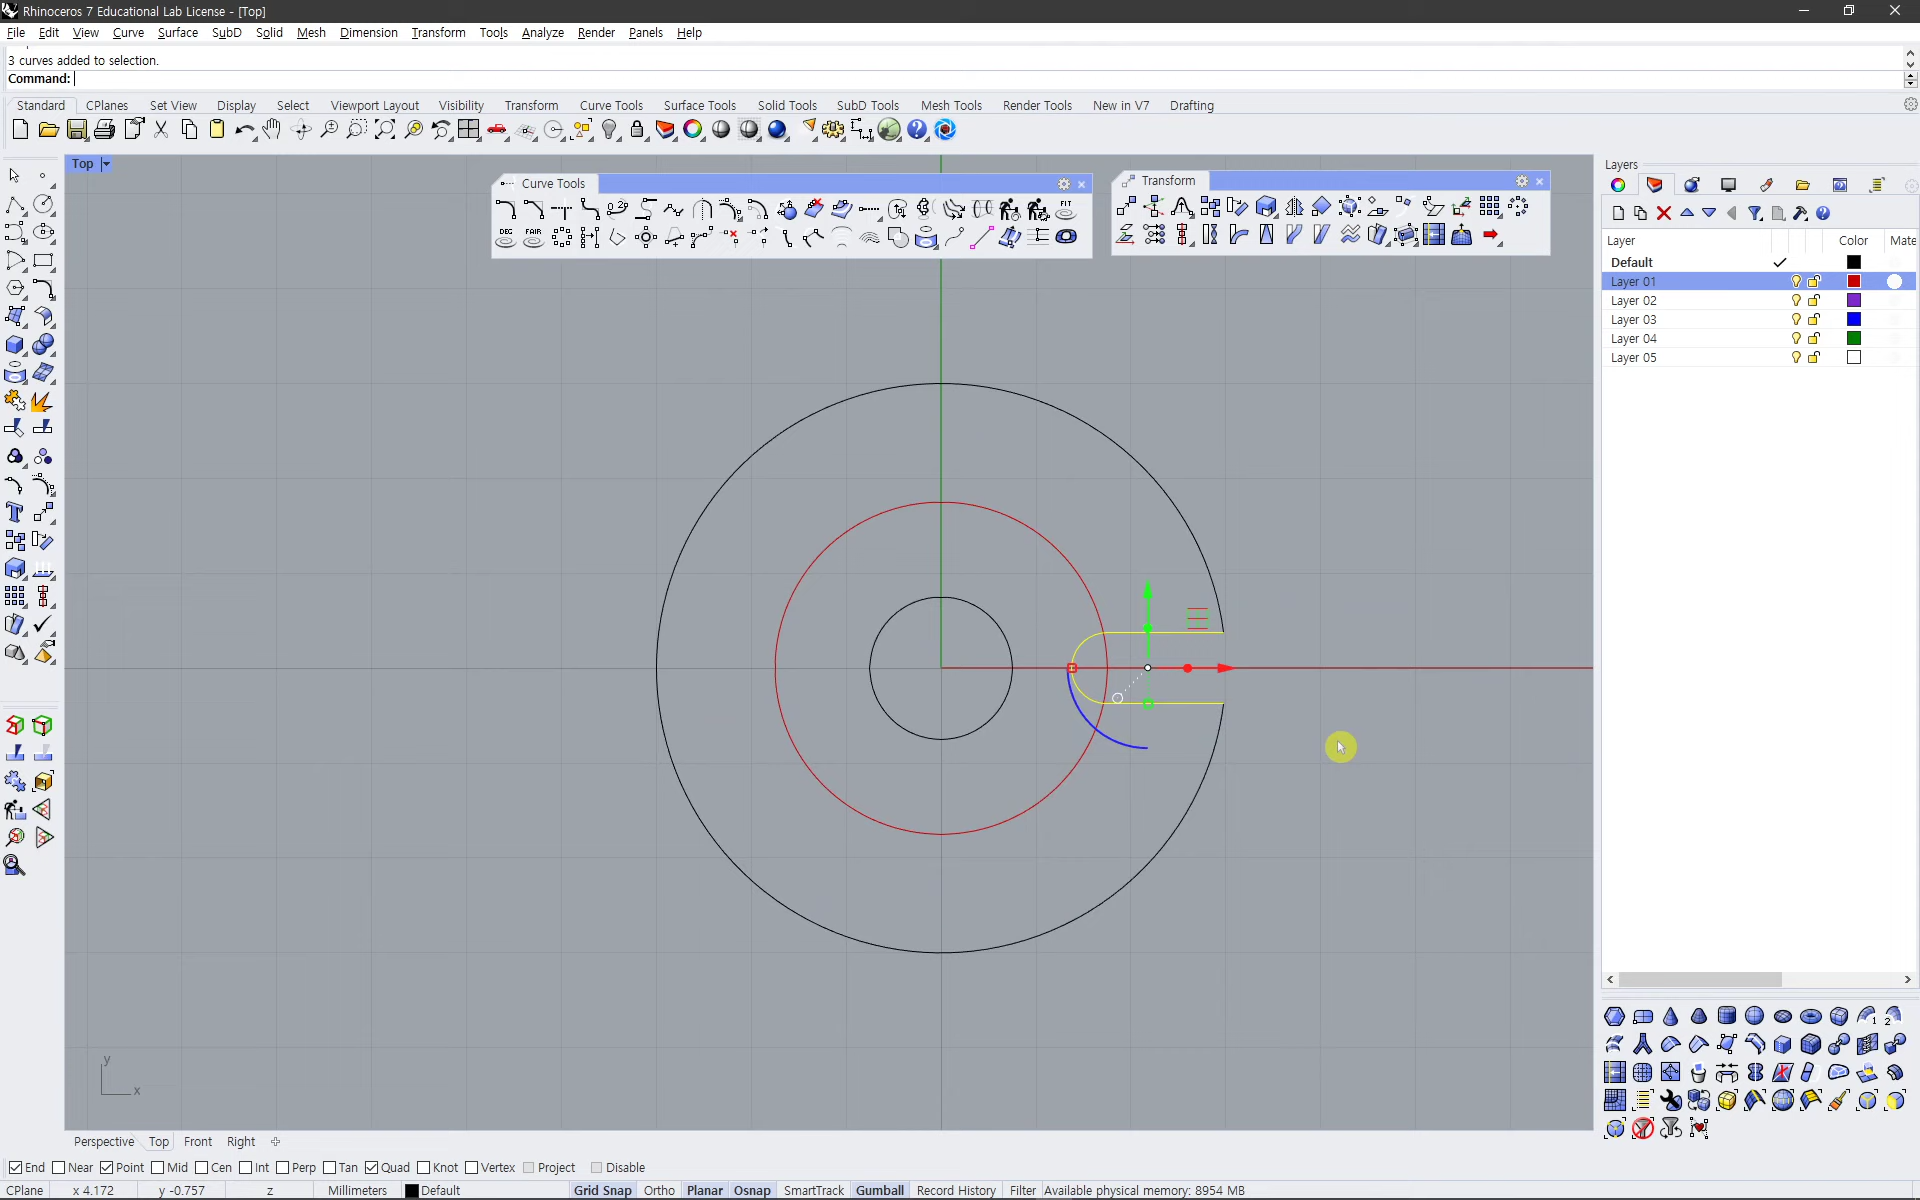 Rhinoceros 7 Educational Lab License - [Top]
File Edit View Curve Surface SubD Solid Mesh Dimension Transform Tools Analyze Render Panels Help
3 curves added to selection.
Command:
Standard CPlanes Set View Display Select Viewport Layout Visibility Transform Curve Tools Surface Tools Solid Tools SubD Tools Mesh Tools Render Tools New in V7 Drafting
Top
Curve Tools
Transform
FIT
DEG FAIR
Layers
Layer Color Mate
Default
Layer 01
Layer 02
Layer 03
Layer 04
Layer 05
y
x
Perspective Top Front Right
End Near Point Mid Cen Int Perp Tan Quad Knot Vertex Project Disable
CPlane x 4.172 y -0.757 z Millimeters Default Grid Snap Ortho Planar Osnap SmartTrack Gumball Record History Filter Available physical memory: 8954 MB